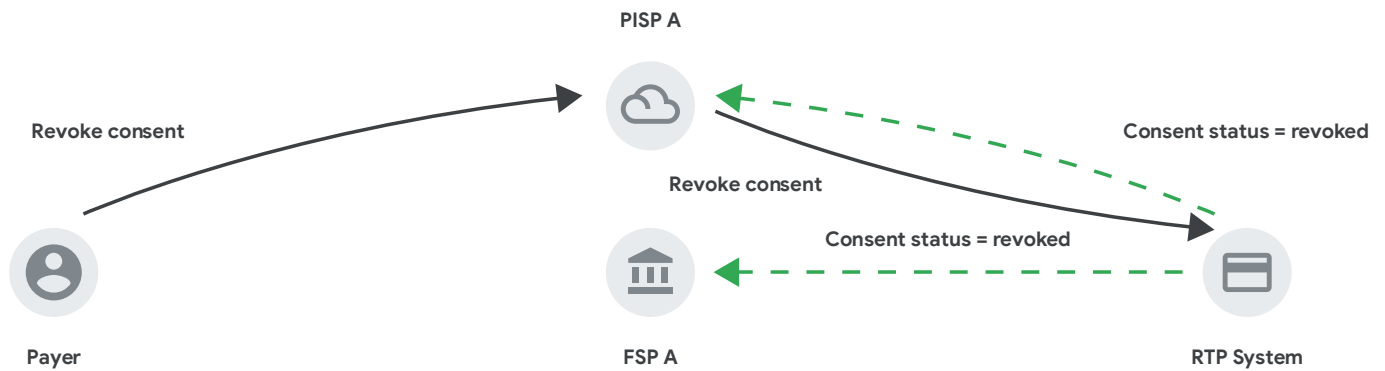 PISP A
Revoke consent
Consent status = revoked
Revoke consent
Consent status = revoked
Payer
FSP A
RTP System